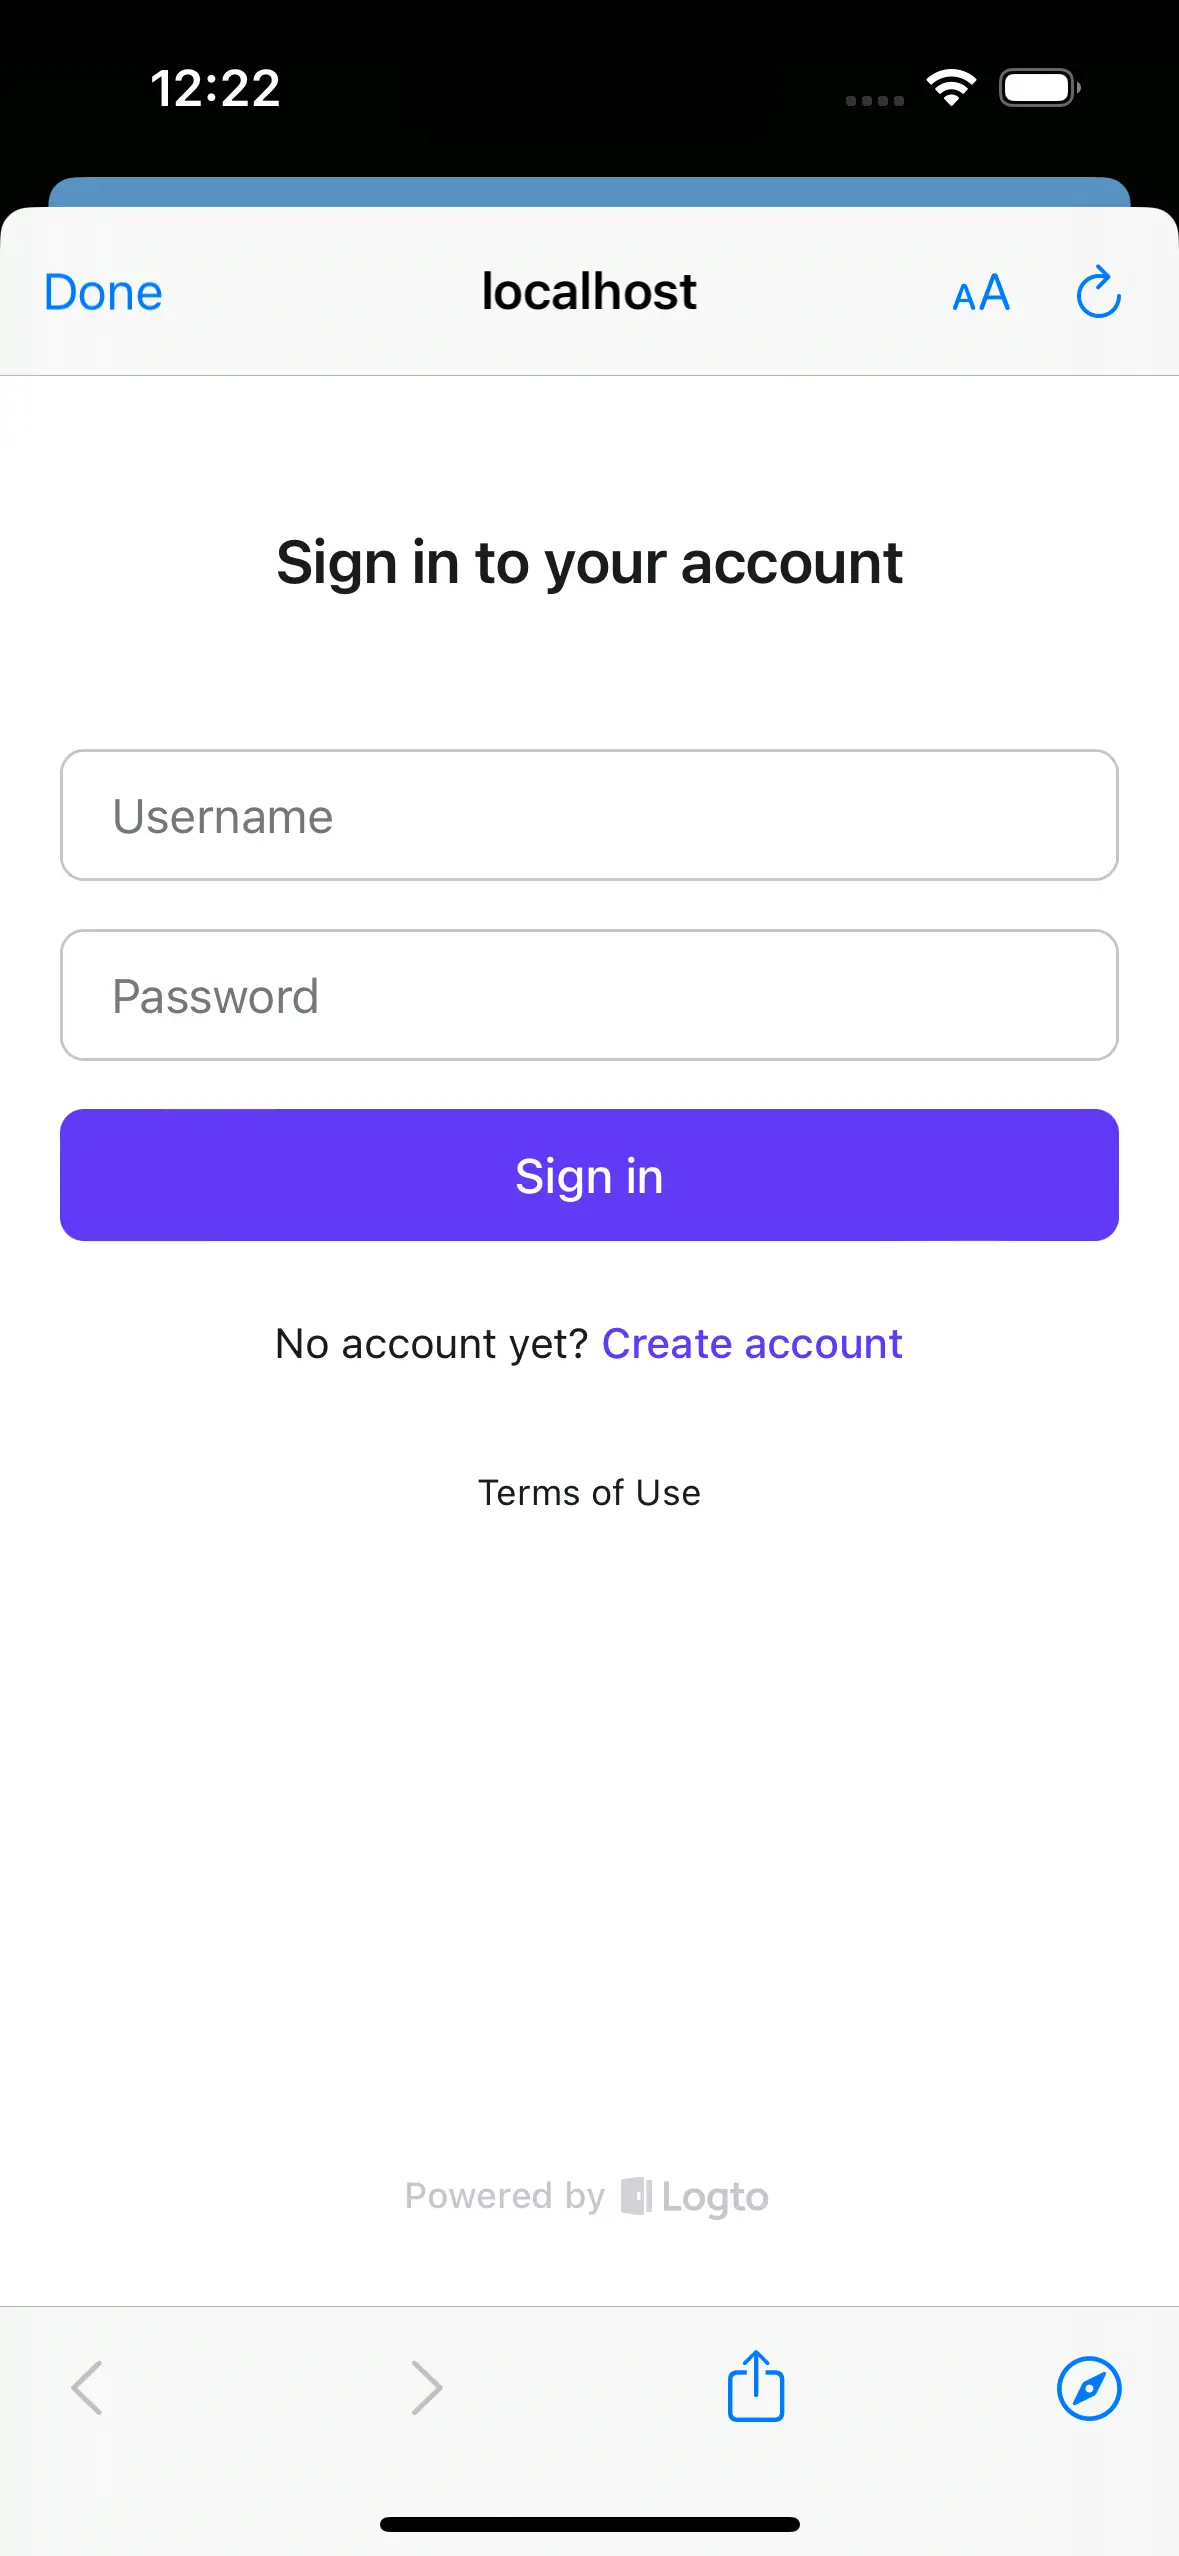 12:22
Done localhost AA
Sign in to your account
Username
Password
Sign in
No account yet? Create account
Terms of Use
Powered by Logto